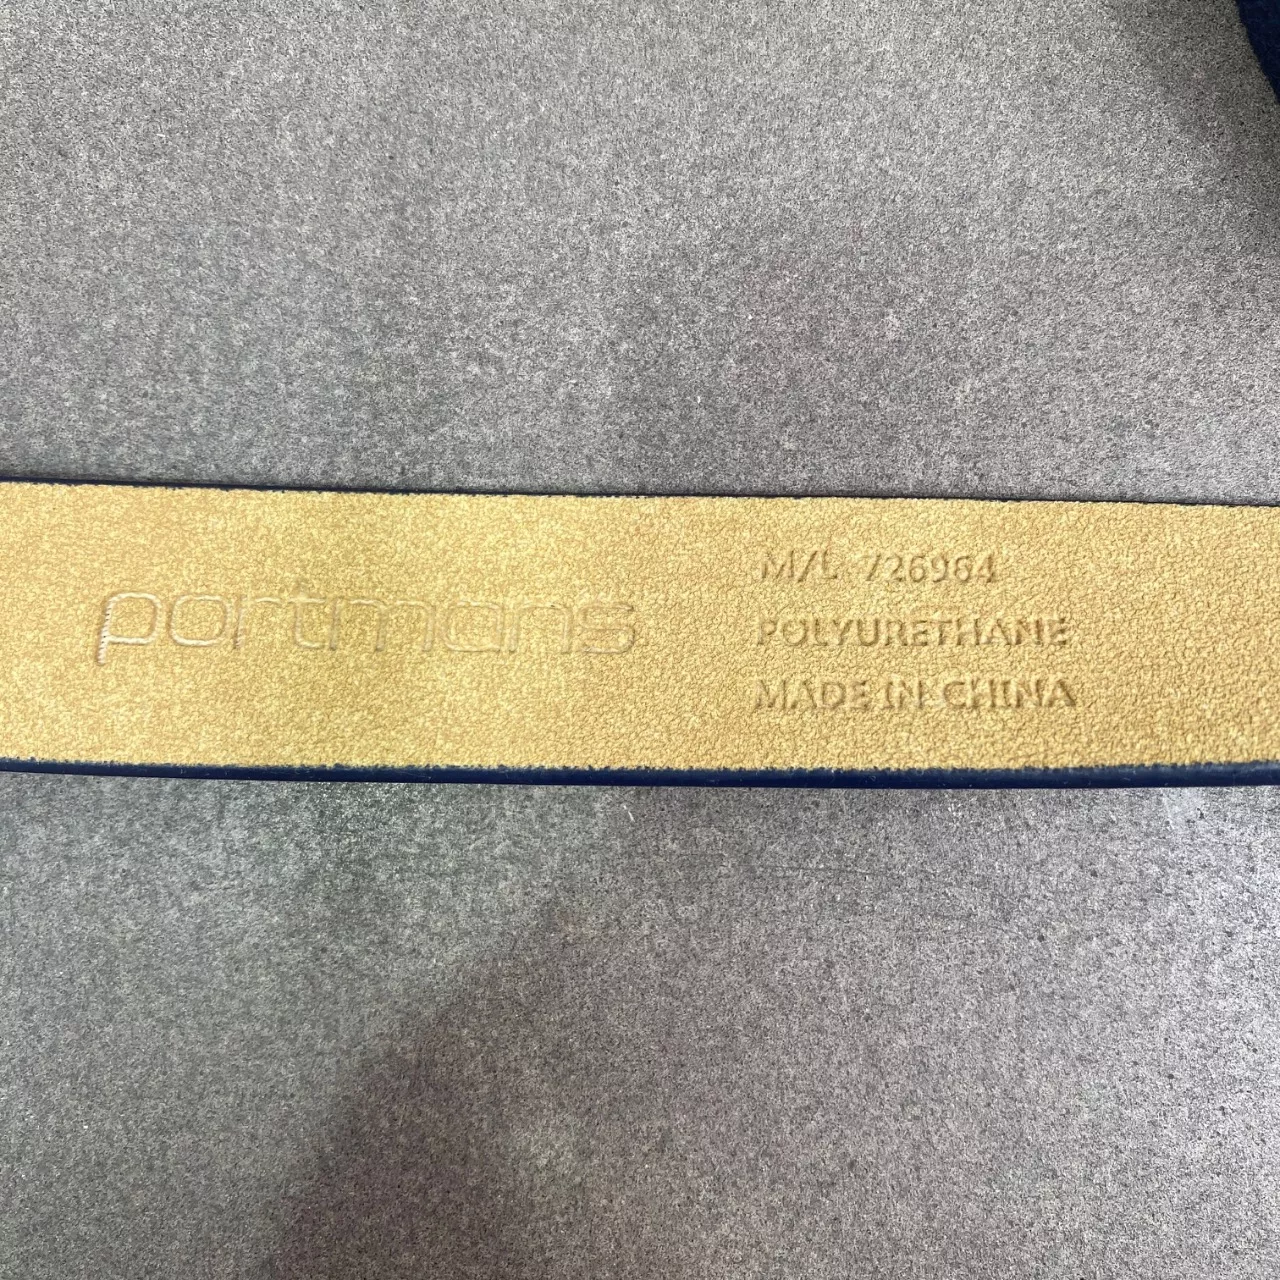 portmans
M/L 726964
POLYURETHANE
MADE IN CHINA